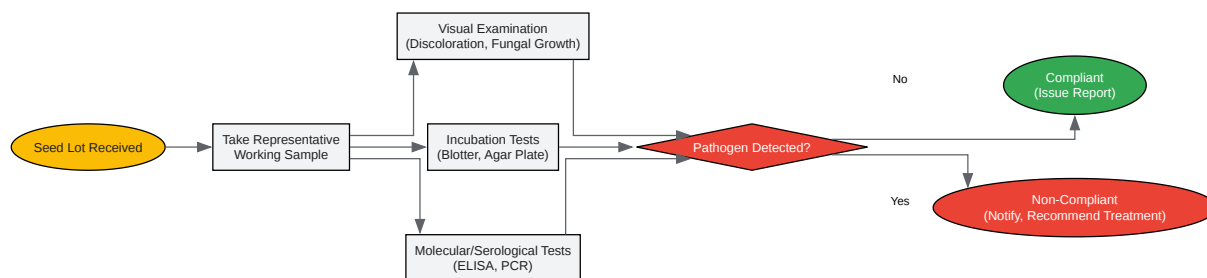 Seed Lot Received
Take Representative
Working Sample
Visual Examination
(Discoloration, Fungal Growth)
Incubation Tests
(Blotter, Agar Plate)
Molecular/Serological Tests
(ELISA, PCR)
Pathogen Detected?
No
Compliant
(Issue Report)
Yes
Non-Compliant
(Notify, Recommend Treatment)